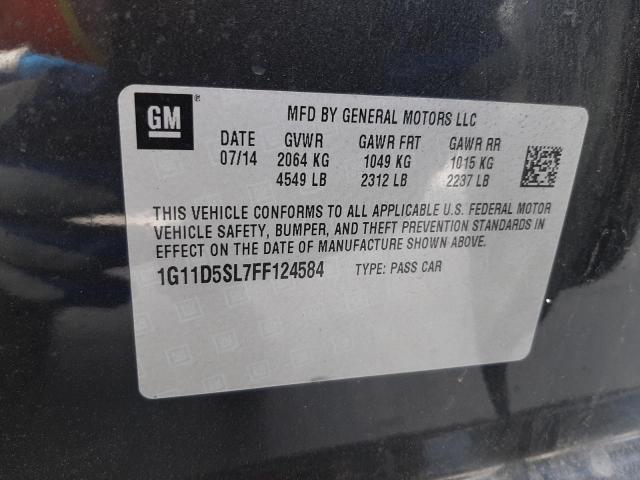 GM ®
MFD BY GENERAL MOTORS LLC
DATE GVWR GAWR FRT GAWR RR
07/14 2064 KG 1049 KG 1015 KG
4549 LB 2312 LB 2237 LB
THIS VEHICLE CONFORMS TO ALL APPLICABLE U.S. FEDERAL MOTOR
VEHICLE SAFETY, BUMPER, AND THEFT PREVENTION STANDARDS IN
EFFECT ON THE DATE OF MANUFACTURE SHOWN ABOVE.
1G11D5SL7FF124584 TYPE: PASS CAR